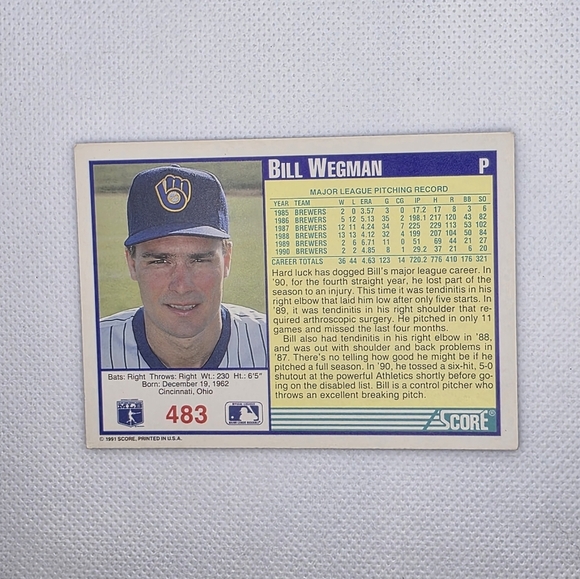 BILL WEGMAN P
MAJOR LEAGUE PITCHING RECORD
YEAR TEAM W L ERA G CG IP H R BB SO
1985 BREWERS 2 0 3.57 3 0 17.2 17 8 3 6
1986 BREWERS 5 12 5.13 35 2 198.1 217 120 43 82
1987 BREWERS 12 11 4.24 34 7 225 229 113 53 102
1988 BREWERS 13 13 4.12 32 4 199 207 104 50 84
1989 BREWERS 2 6 6.71 11 0 51 69 44 21 27
1990 BREWERS 2 2 4.85 8 1 29.2 37 21 6 20
CAREER TOTALS 36 44 4.63 123 14 720.2 776 410 176 321
Hard luck has dogged Bill's major league career. In
'90, for the fourth straight year, he lost part of the
season to an injury. This time it was tendinitis in his
right elbow that laid him low after only five starts. In
'89, it was tendinitis in his right shoulder that re-
quired arthroscopic surgery. He pitched in only 11
games and missed the last four months.
Bill also had tendinitis in his right elbow in '88,
and was out with shoulder and back problems in
'87. There's no telling how good he might be if he
pitched a full season. In '90, he tossed a six-hit, 5-0
shutout at the powerful Athletics shortly before go-
ing on the disabled list. Bill is a control pitcher who
throws an excellent breaking pitch.
Bats: Right Throws: Right Wt.: 230 Ht.: 6'5"
Born: December 19, 1962
Cincinnati, Ohio
483
SCORE®
© 1991 SCORE, PRINTED IN U.S.A.